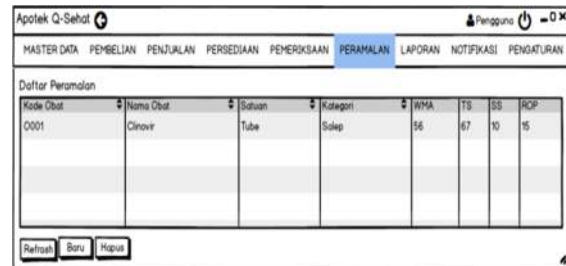 Apotek Q-Sehat Pengguna
MASTER DATA PEMBELIAN PENJUALAN PERSEDIAAN PEMERIKSAAN PERAMALAN LAPORAN NOTIFIKASI PENGATURAN
Daftar Peramalan
Kode Obat Nama Obat Satuan Kategori WMA TS SS ROP
O001 Clinovir Tube Salep 56 67 10 15
Refresh Baru Hapus